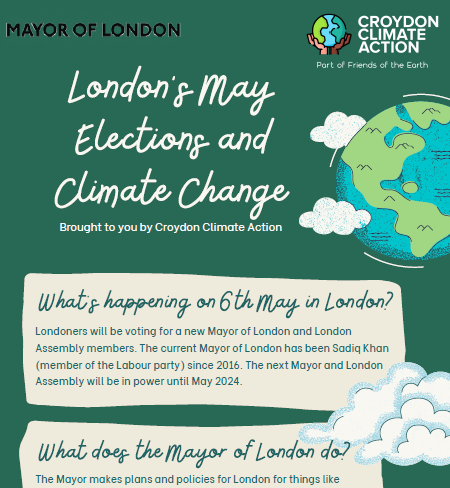 MAYOR OF LONDON
CROYDON
CLIMATE
ACTION
Part of Friends of the Earth
London's May
Elections and
Climate Change
Brought to you by Croydon Climate Action
What's happening on 6th May in London?
Londoners will be voting for a new Mayor of London and London
Assembly members. The current Mayor of London has been Sadiq Khan
(member of the Labour party) since 2016. The next Mayor and London
Assembly will be in power until May 2024.
What does the Mayor of London do?
The Mayor makes plans and policies for London for things like